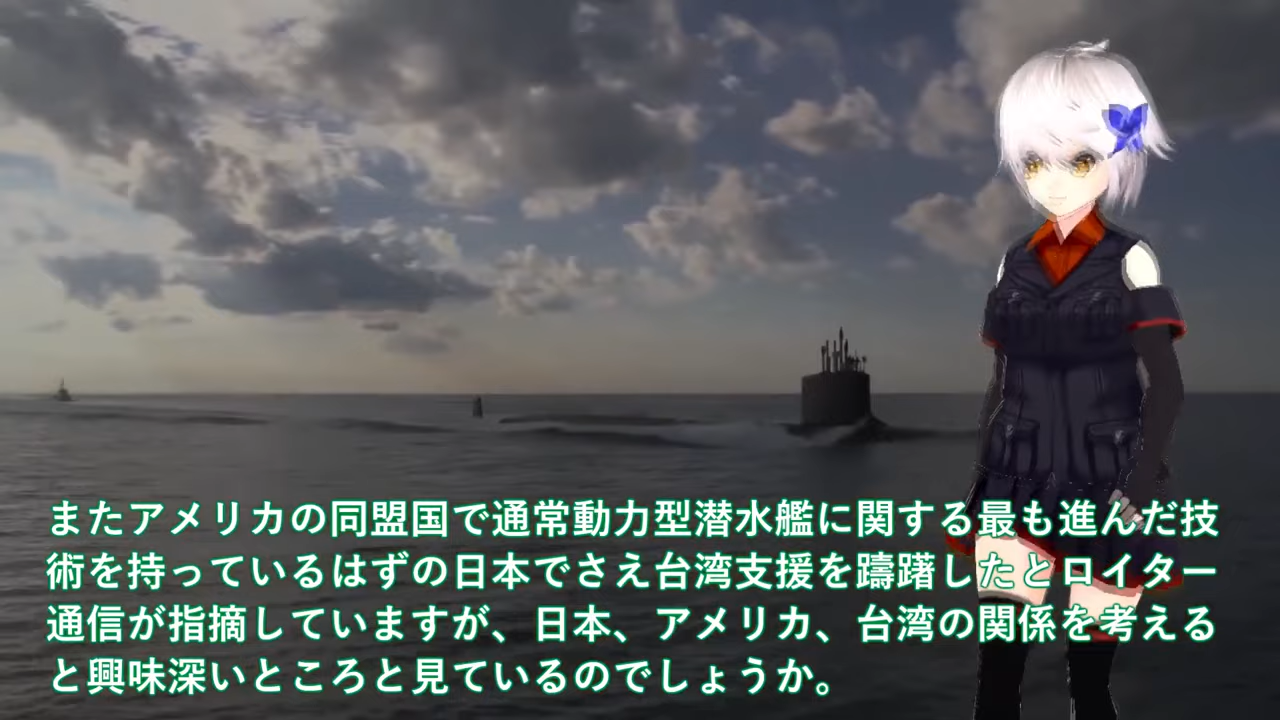 またアメリカの同盟国で通常動力型潜水艦に関する最も進んだ技
術を持っているはずの日本でさえ台湾支援を躊躇したとロイター
通信が指摘していますが、日本、アメリカ、台湾の関係を考える
と興味深いところと見ているのでしょうか。